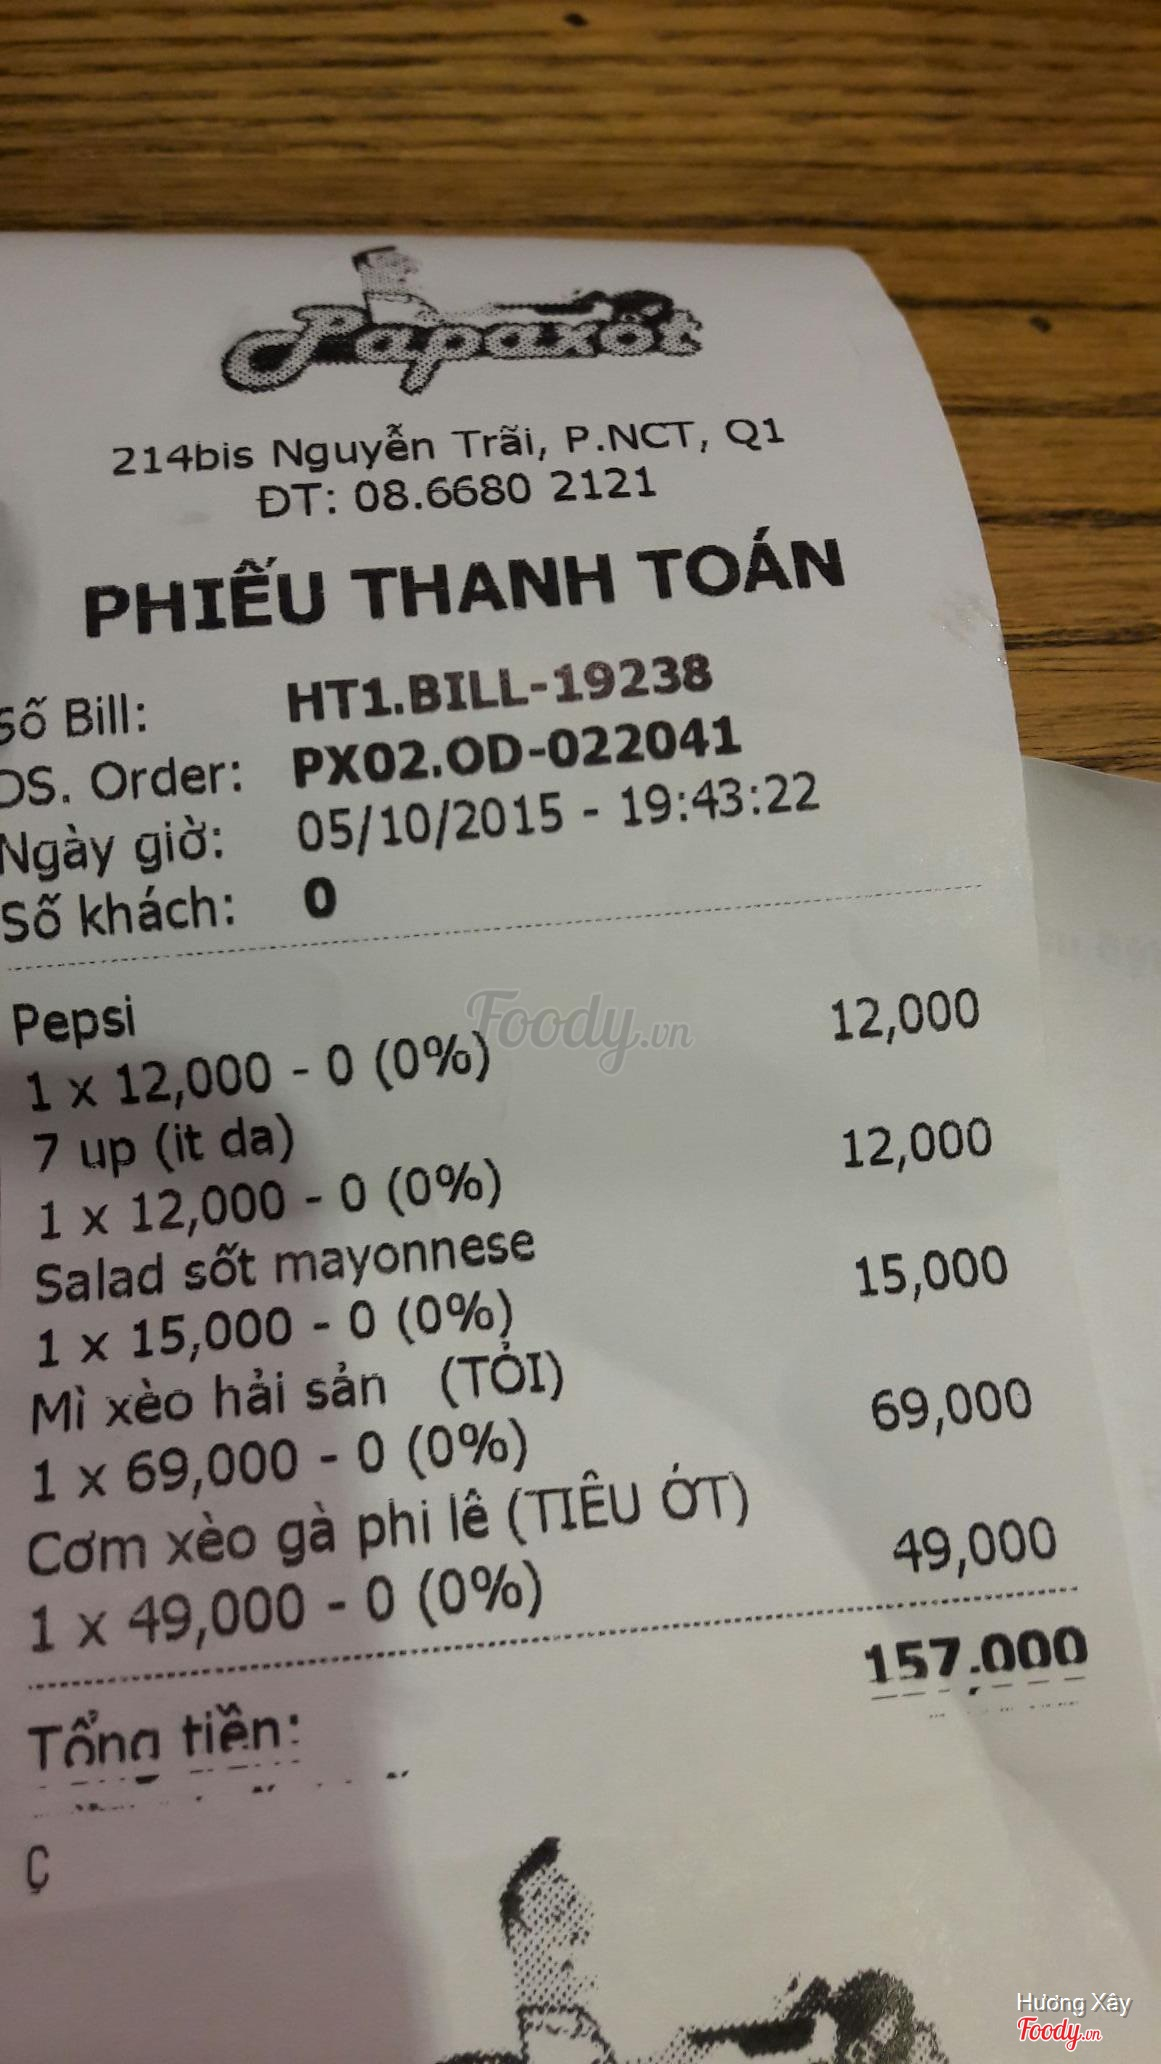 Papaxốt
214bis Nguyễn Trãi, P.NCT, Q1
ĐT: 08.6680 2121
PHIẾU THANH TOÁN
Số Bill: HT1.BILL-19238
DS. Order: PX02.OD-022041
Ngày giờ: 05/10/2015 - 19:43:22
Số khách: 0
Pepsi
1 x 12,000 - 0 (0%) 12,000
7 up (it da)
1 x 12,000 - 0 (0%) 12,000
Salad sốt mayonnese
1 x 15,000 - 0 (0%) 15,000
Mì xèo hải sản (TỎI)
1 x 69,000 - 0 (0%) 69,000
Cơm xèo gà phi lê (TIÊU ỚT)
1 x 49,000 - 0 (0%) 49,000
Tổng tiền: 157,000
Ç
Foody.vn
Hương Xây
Foody.vn